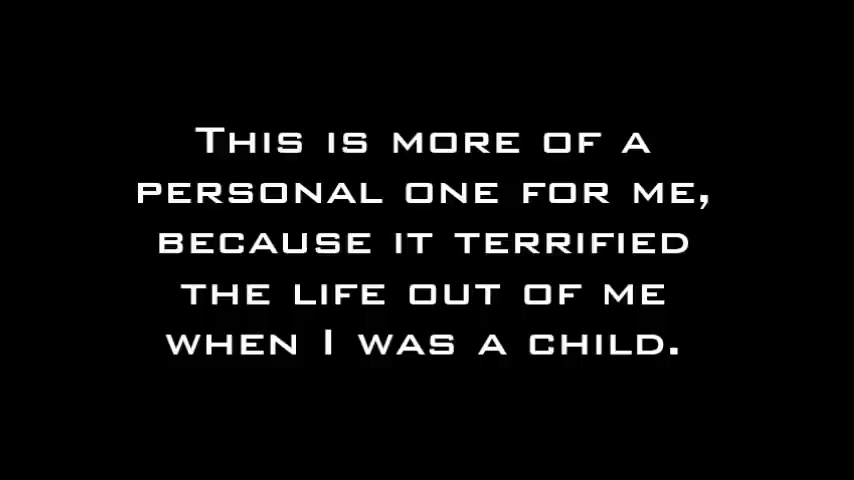 This is more of a
personal one for me,
because it terrified
the life out of me
when I was a child.